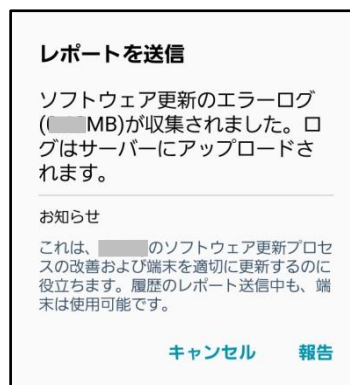 レポートを送信
ソフトウェア更新のエラーログ
(MB)が収集されました。ロ
グはサーバーにアップロードさ
れます。
お知らせ
これは、のソフトウェア更新プロセ
スの改善および端末を適切に更新するのに
役立ちます。履歴のレポート送信中も、端
末は使用可能です。
キャンセル 報告